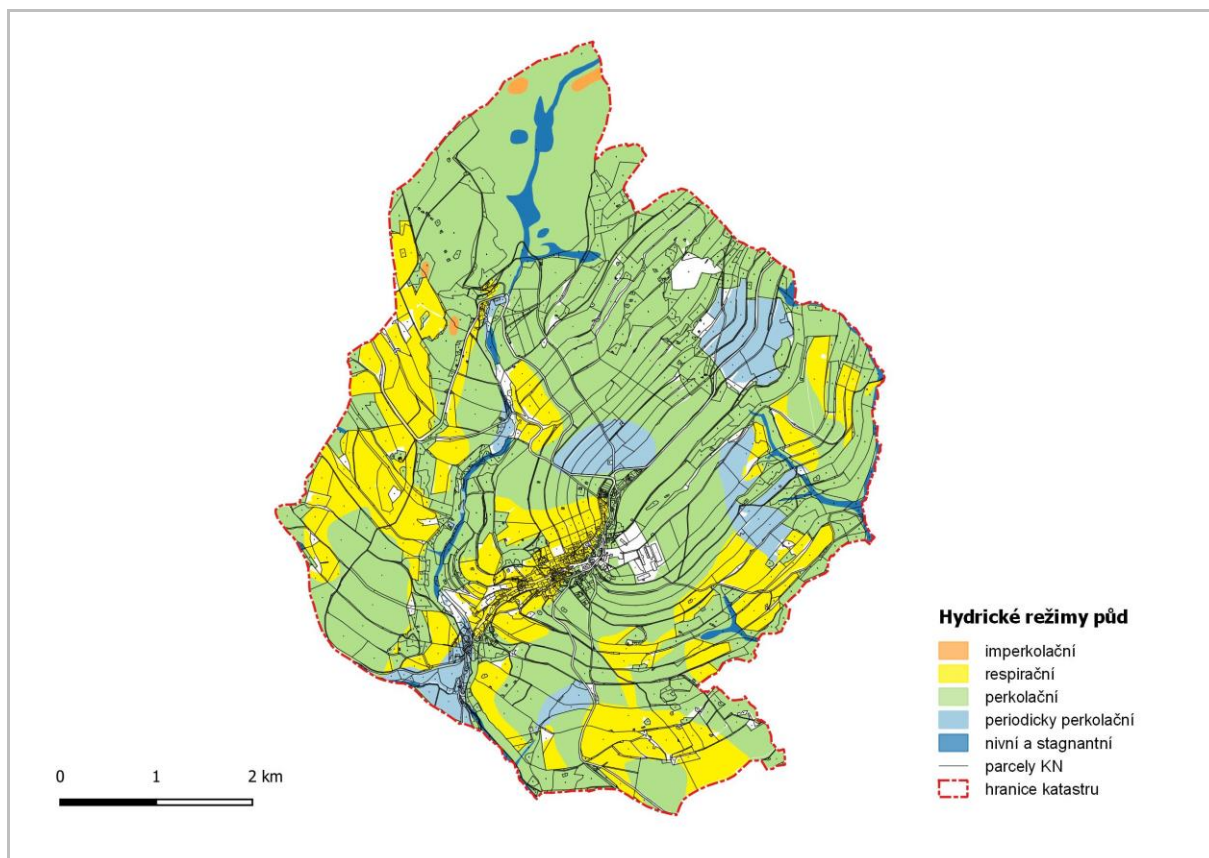 Hydrické režimy půd
imperkolační
respirační
perkolační
periodicky perkolační
nivní a stagnantní
parcely KN
hranice katastru
0 1 2 km